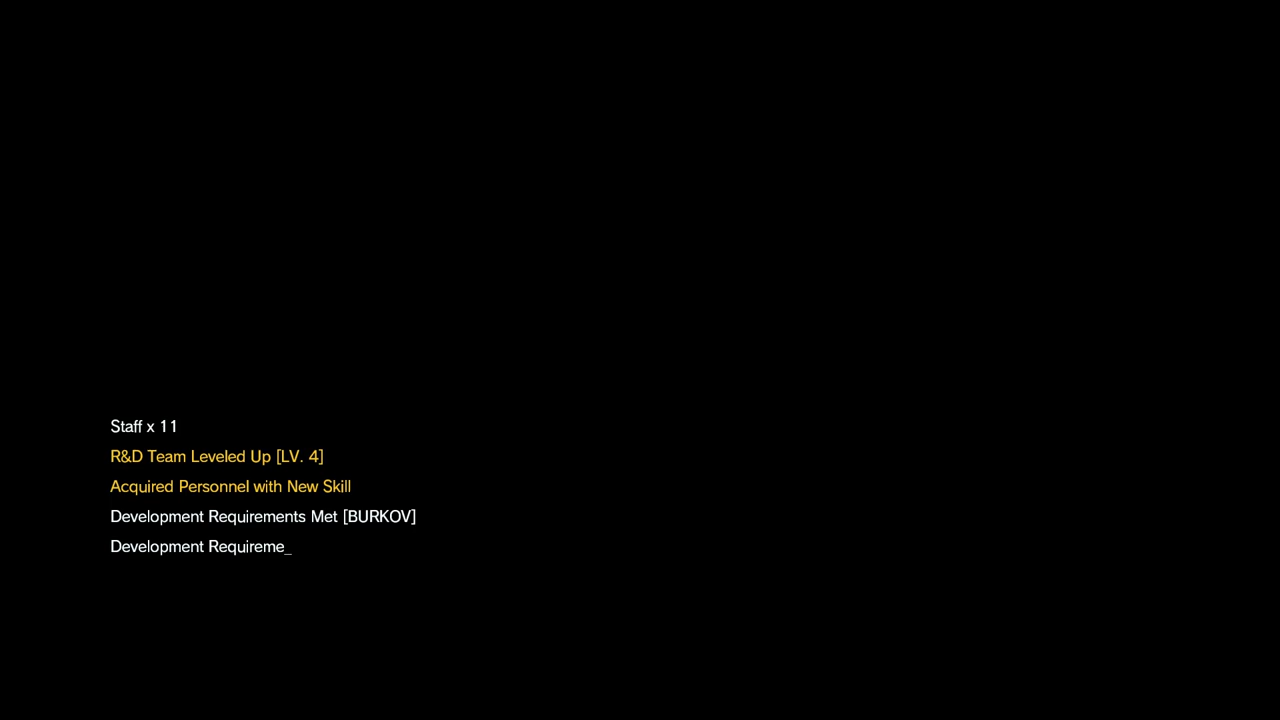 Staff x 11
R&D Team Leveled Up [LV. 4]
Acquired Personnel with New Skill
Development Requirements Met [BURKOV]
Development Requireme_